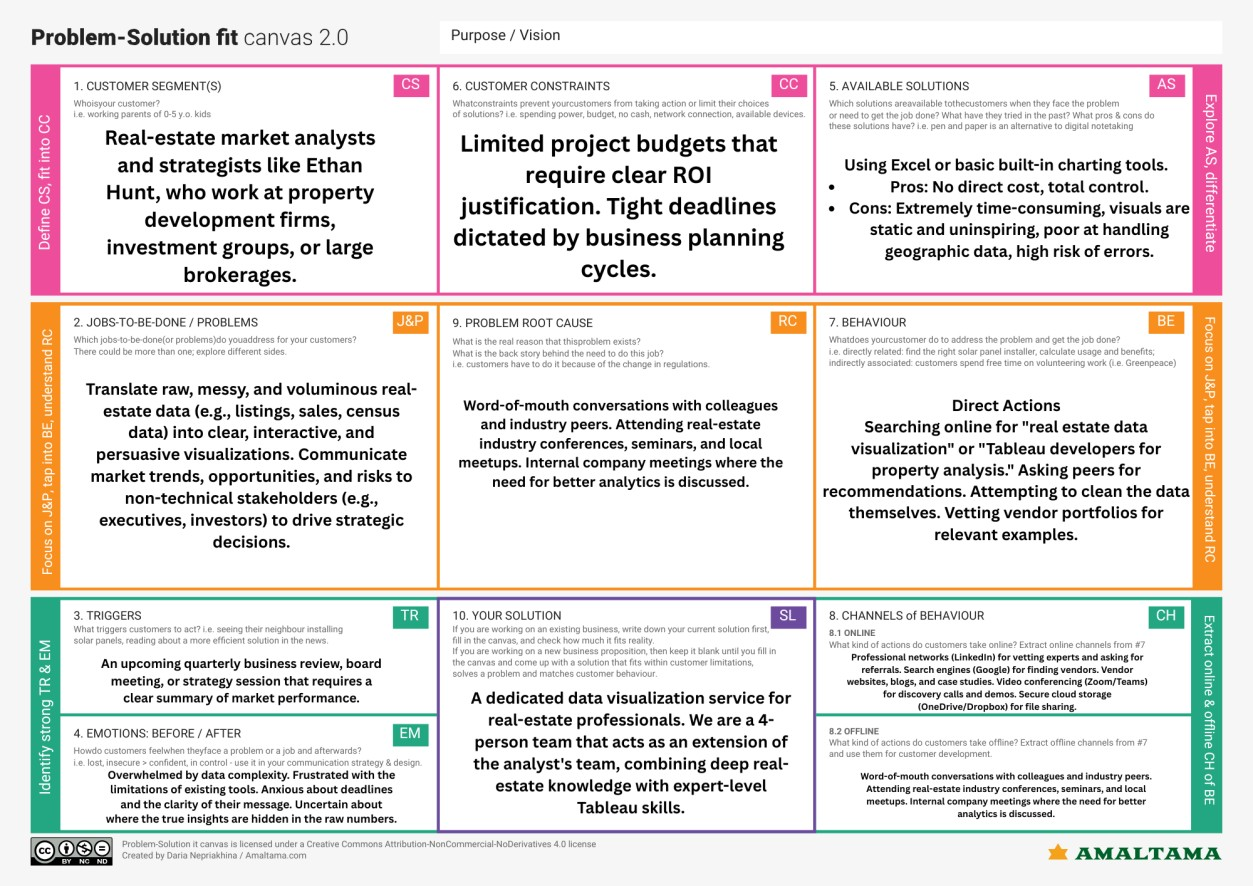 Problem-Solution fit canvas 2.0
Purpose / Vision
Define CS, fit into CC
1. CUSTOMER SEGMENT(S)
CS
Whoisyour customer?
i.e. working parents of 0-5 y.o. kids
Real-estate market analysts
and strategists like Ethan
Hunt, who work at property
development firms,
investment groups, or large
brokerages.
6. CUSTOMER CONSTRAINTS
CC
Whatconstraints prevent yourcustomers from taking action or limit their choices
of solutions? i.e. spending power, budget, no cash, network connection, available devices.
Limited project budgets that
require clear ROI
justification. Tight deadlines
dictated by business planning
cycles.
5. AVAILABLE SOLUTIONS
AS
Which solutions areavailable tothecustomers when they face the problem
or need to get the job done? What have they tried in the past? What pros & cons do
these solutions have? i.e. pen and paper is an alternative to digital notetaking
Using Excel or basic built-in charting tools.
• Pros: No direct cost, total control.
• Cons: Extremely time-consuming, visuals are
static and uninspiring, poor at handling
geographic data, high risk of errors.
Explore AS, differentiate
Focus on J&P, tap into BE, understand RC
2. JOBS-TO-BE-DONE / PROBLEMS
J&P
Which jobs-to-be-done(or problems)do youaddress for your customers?
There could be more than one; explore different sides.
Translate raw, messy, and voluminous real-
estate data (e.g., listings, sales, census
data) into clear, interactive, and
persuasive visualizations. Communicate
market trends, opportunities, and risks to
non-technical stakeholders (e.g.,
executives, investors) to drive strategic
decisions.
9. PROBLEM ROOT CAUSE
RC
What is the real reason that thisproblem exists?
What is the back story behind the need to do this job?
i.e. customers have to do it because of the change in regulations.
Word-of-mouth conversations with colleagues
and industry peers. Attending real-estate
industry conferences, seminars, and local
meetups. Internal company meetings where the
need for better analytics is discussed.
7. BEHAVIOUR
BE
Whatdoes yourcustomer do to address the problem and get the job done?
i.e. directly related: find the right solar panel installer, calculate usage and benefits;
indirectly associated: customers spend free time on volunteering work (i.e. Greenpeace)
Direct Actions
Searching online for "real estate data
visualization" or "Tableau developers for
property analysis." Asking peers for
recommendations. Attempting to clean the data
themselves. Vetting vendor portfolios for
relevant examples.
Focus on J&P, tap into BE, understand RC
Identify strong TR & EM
3. TRIGGERS
TR
What triggers customers to act? i.e. seeing their neighbour installing
solar panels, reading about a more efficient solution in the news.
An upcoming quarterly business review, board
meeting, or strategy session that requires a
clear summary of market performance.
4. EMOTIONS: BEFORE / AFTER
EM
Howdo customers feelwhen theyface a problem or a job and afterwards?
i.e. lost, insecure > confident, in control - use it in your communication strategy & design.
Overwhelmed by data complexity. Frustrated with the
limitations of existing tools. Anxious about deadlines
and the clarity of their message. Uncertain about
where the true insights are hidden in the raw numbers.
10. YOUR SOLUTION
SL
If you are working on an existing business, write down your current solution first,
fill in the canvas, and check how much it fits reality.
If you are working on a new business proposition, then keep it blank until you fill in
the canvas and come up with a solution that fits within customer limitations,
solves a problem and matches customer behaviour.
A dedicated data visualization service for
real-estate professionals. We are a 4-
person team that acts as an extension of
the analyst's team, combining deep real-
estate knowledge with expert-level
Tableau skills.
8. CHANNELS of BEHAVIOUR
CH
8.1 ONLINE
What kind of actions do customers take online? Extract online channels from #7
Professional networks (LinkedIn) for vetting experts and asking for
referrals. Search engines (Google) for finding vendors. Vendor
websites, blogs, and case studies. Video conferencing (Zoom/Teams)
for discovery calls and demos. Secure cloud storage
(OneDrive/Dropbox) for file sharing.
8.2 OFFLINE
What kind of actions do customers take offline? Extract offline channels from #7
and use them for customer development.
Word-of-mouth conversations with colleagues and industry peers.
Attending real-estate industry conferences, seminars, and local
meetups. Internal company meetings where the need for better
analytics is discussed.
Extract online & offline CH of BE
cc BY NC ND
Problem-Solution it canvas is licensed under a Creative Commons Attribution-NonCommercial-NoDerivatives 4.0 license
Created by Daria Nepriakhina / Amaltama.com
AMALTAMA